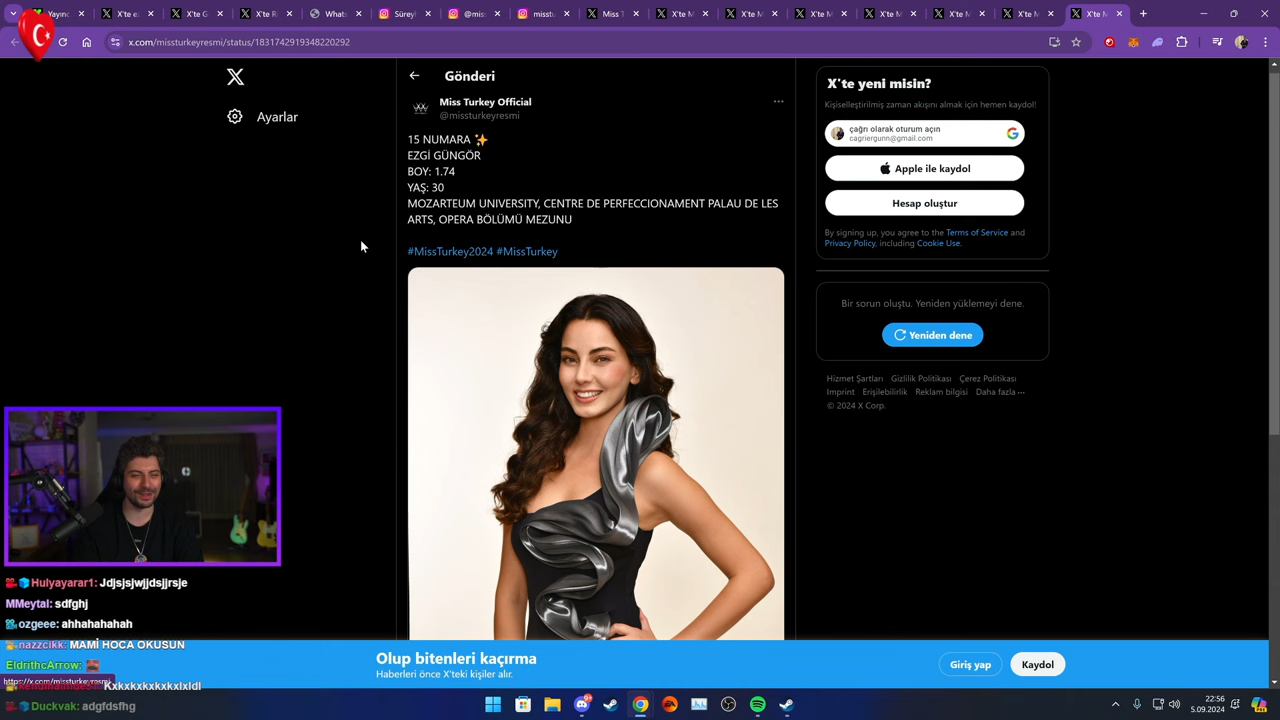 x.com/missturkeyresmi/status/1831742919348220292
Ayarlar
Gönderi
Miss Turkey Official
@missturkeyresmi
15 NUMARA ✨
EZGİ GÜNGÖR
BOY: 1.74
YAŞ: 30
MOZARTEUM UNIVERSITY, CENTRE DE PERFECCIONAMENT PALAU DE LES
ARTS, OPERA BÖLÜMÜ MEZUNU
#MissTurkey2024 #MissTurkey
X'te yeni misin?
Kişiselleştirilmiş zaman akışını almak için hemen kaydol!
çağrı olarak oturum açın
cagriergunn@gmail.com
Apple ile kaydol
Hesap oluştur
By signing up, you agree to the Terms of Service and
Privacy Policy, including Cookie Use.
Bir sorun oluştu. Yeniden yüklemeyi dene.
Yeniden dene
Hizmet Şartları Gizlilik Politikası Çerez Politikası
Imprint Erişilebilirlik Reklam bilgisi Daha fazla ···
© 2024 X Corp.
Hulyayarar1: Jdjsjsjwjjdsjjrsje
MMeytal: sdfghj
ozgeee: ahhahahahah
nazzcikk: MAMİ HOCA OKUSUN
EldrithcArrow:
https://x.com/missturkeyresmi
Duckvak: adgfdsfhg
Olup bitenleri kaçırma
Haberleri önce X'teki kişiler alır.
Giriş yap
Kaydol
22:56
5.09.2024